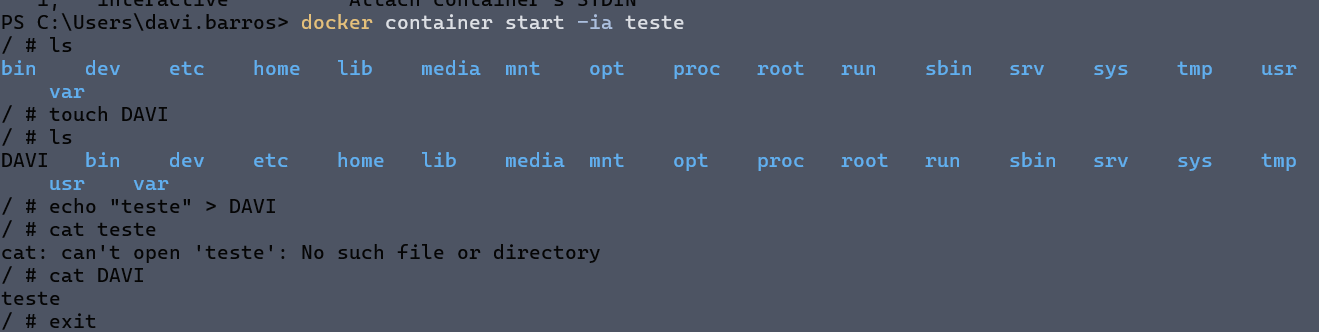 i, interactive Attach container's STDIN
PS C:\Users\davi.barros> docker container start -ia teste
/ # ls
bin dev etc home lib media mnt opt proc root run sbin srv sys tmp usr
var
/ # touch DAVI
/ # ls
DAVI bin dev etc home lib media mnt opt proc root run sbin srv sys tmp
usr var
/ # echo "teste" > DAVI
/ # cat teste
cat: can't open 'teste': No such file or directory
/ # cat DAVI
teste
/ # exit